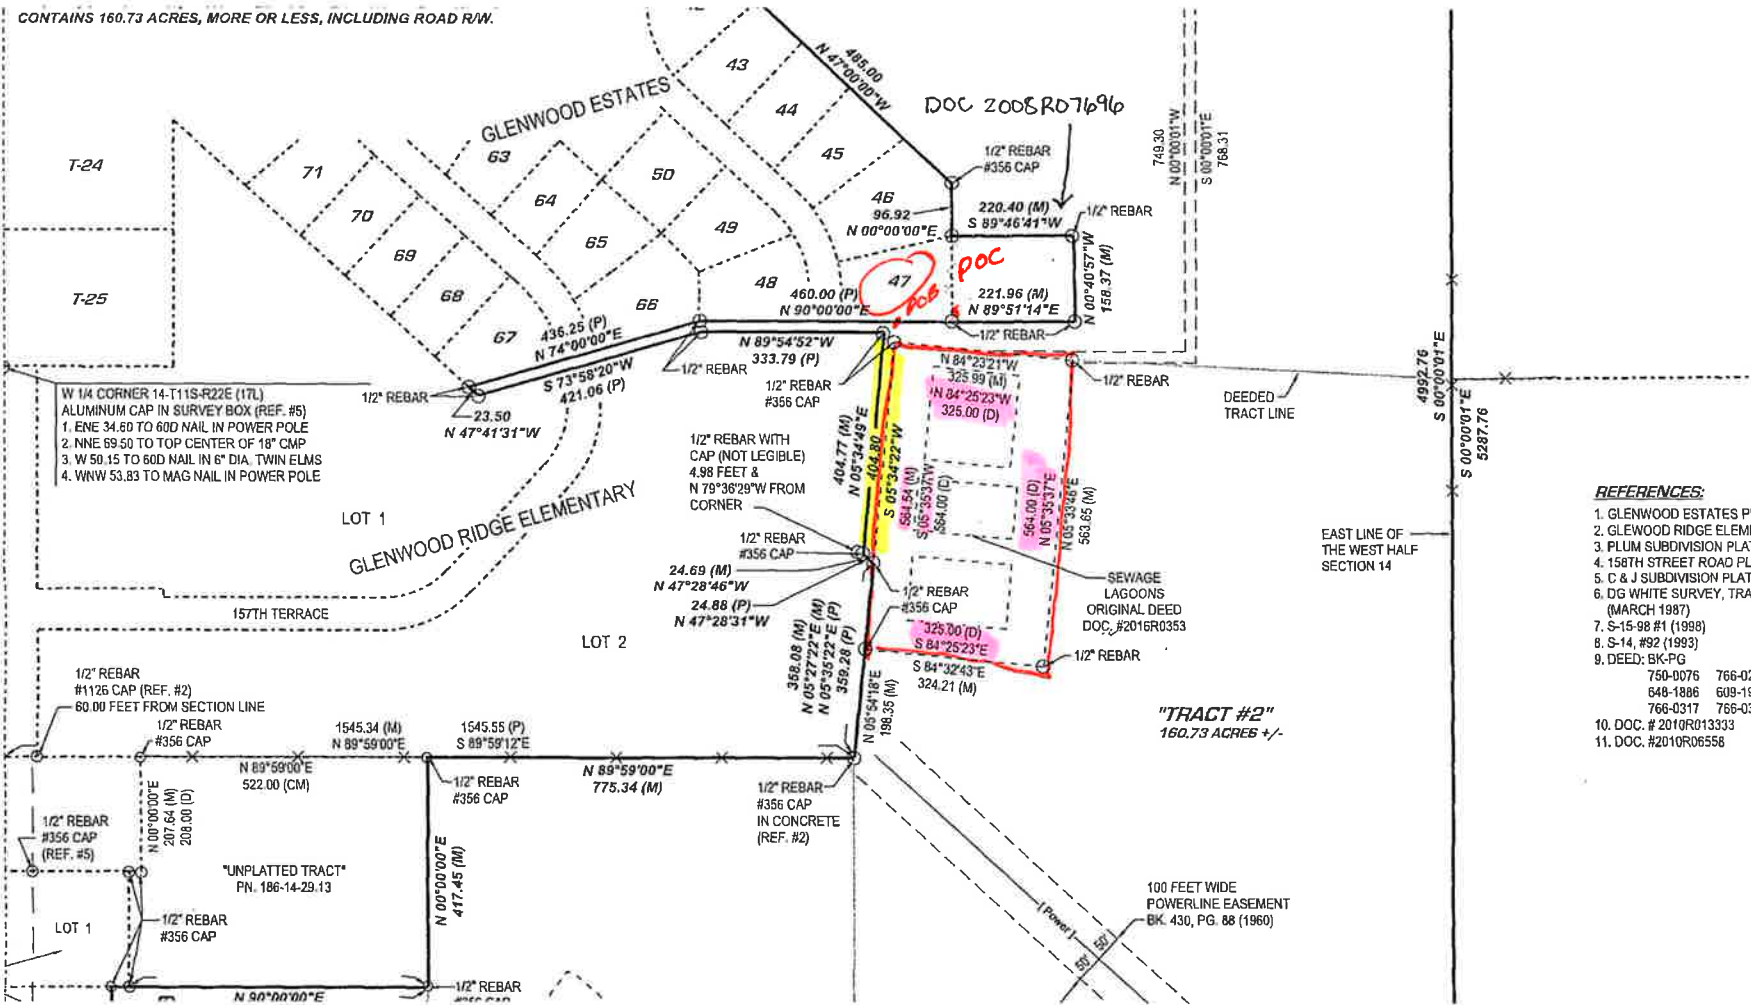 CONTAINS 160.73 ACRES, MORE OR LESS, INCLUDING ROAD R/W.
GLENWOOD ESTATES
43
44
45
46
47
48
49
50
63
64
65
66
67
68
69
70
71
T-24
T-25
485.00
N 47°00'00"W
DOC 2008R07696
1/2" REBAR
#356 CAP
96.92
N 00°00'00"E
220.40 (M)
S 89°46'41"W
1/2" REBAR
N 00°40'57"W
158.37 (M)
POC
POB
221.96 (M)
N 89°51'14"E
1/2" REBAR
749.30
N 00°00'01"W
S 00°00'01"E
768.31
460.00 (P)
N 90°00'00"E
436.25 (P)
N 74°00'00"E
S 73°58'20"W
421.06 (P)
N 89°54'52"W
333.79 (P)
1/2" REBAR
1/2" REBAR
#356 CAP
1/2" REBAR
23.50
N 47°41'31"W
W 1/4 CORNER 14-T11S-R22E (17L)
ALUMINUM CAP IN SURVEY BOX (REF. #5)
1. ENE 34.60 TO 60D NAIL IN POWER POLE
2. NNE 69.50 TO TOP CENTER OF 18" CMP
3. W 50.15 TO 60D NAIL IN 6" DIA. TWIN ELMS
4. WNW 53.83 TO MAG NAIL IN POWER POLE
N 84°23'21"W
325.99 (M)
N 84°25'23"W
325.00 (D)
1/2" REBAR
DEEDED
TRACT LINE
4992.76
S 00°00'01"E
S 00°00'01"E
5287.76
404.77 (M)
N 05°34'49"E
404.80
S 05°34'22"W
564.54 (M)
S 05°35'37"W
564.00 (D)
564.00 (D)
N 05°35'37"E
N 05°33'46"E
563.65 (M)
1/2" REBAR WITH
CAP (NOT LEGIBLE)
4.98 FEET &
N 79°36'29"W FROM
CORNER
1/2" REBAR
#356 CAP
LOT 1
GLENWOOD RIDGE ELEMENTARY
24.69 (M)
N 47°28'46"W
24.88 (P)
N 47°28'31"W
1/2" REBAR
#356 CAP
SEWAGE
LAGOONS
ORIGINAL DEED
DOC. #2016R0353
EAST LINE OF
THE WEST HALF
SECTION 14
REFERENCES:
1. GLENWOOD ESTATES P
2. GLEWOOD RIDGE ELEM
3. PLUM SUBDIVISION PLA
4. 158TH STREET ROAD PL
5. C & J SUBDIVISION PLAT
6. DG WHITE SURVEY, TRA
(MARCH 1987)
7. S-15-98 #1 (1998)
8. S-14, #92 (1993)
9. DEED: BK-PG
750-0076 766-02
648-1886 609-19
766-0317 766-03
10. DOC. # 2010R013333
11. DOC. #2010R06558
157TH TERRACE
LOT 2
358.08 (M)
N 05°27'22"E (M)
N 05°35'22"E (P)
359.28 (P)
325.00 (D)
S 84°25'23"E
S 84°32'43"E
324.21 (M)
1/2" REBAR
N 05°54'18"E
198.35 (M)
"TRACT #2"
160.73 ACRES +/-
1/2" REBAR
#1126 CAP (REF. #2)
60.00 FEET FROM SECTION LINE
1/2" REBAR
#356 CAP
1545.34 (M)
N 89°59'00"E
1545.55 (P)
S 89°59'12"E
N 89°59'00"E
522.00 (CM)
1/2" REBAR
#356 CAP
N 89°59'00"E
775.34 (M)
1/2" REBAR
#356 CAP
IN CONCRETE
(REF. #2)
1/2" REBAR
#356 CAP
(REF. #5)
N 00°00'00"E
207.64 (M)
208.00 (D)
"UNPLATTED TRACT"
PN. 186-14-29.13
N 00°00'00"E
417.45 (M)
LOT 1
1/2" REBAR
#356 CAP
N 90°00'00"E
1/2" REBAR
#356 CAP
[Power]
50'
50'
100 FEET WIDE
POWERLINE EASEMENT
BK. 430, PG. 88 (1960)